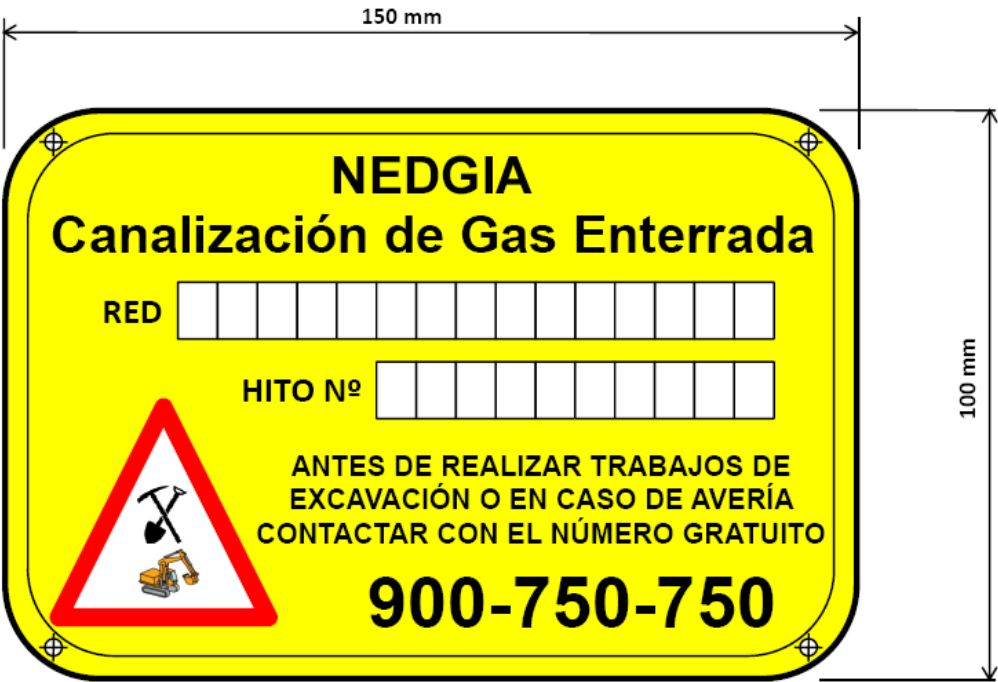 150 mm
NEDGIA
Canalización de Gas Enterrada
RED
HITO Nº
100 mm
ANTES DE REALIZAR TRABAJOS DE
EXCAVACIÓN O EN CASO DE AVERÍA
CONTACTAR CON EL NÚMERO GRATUITO
900-750-750